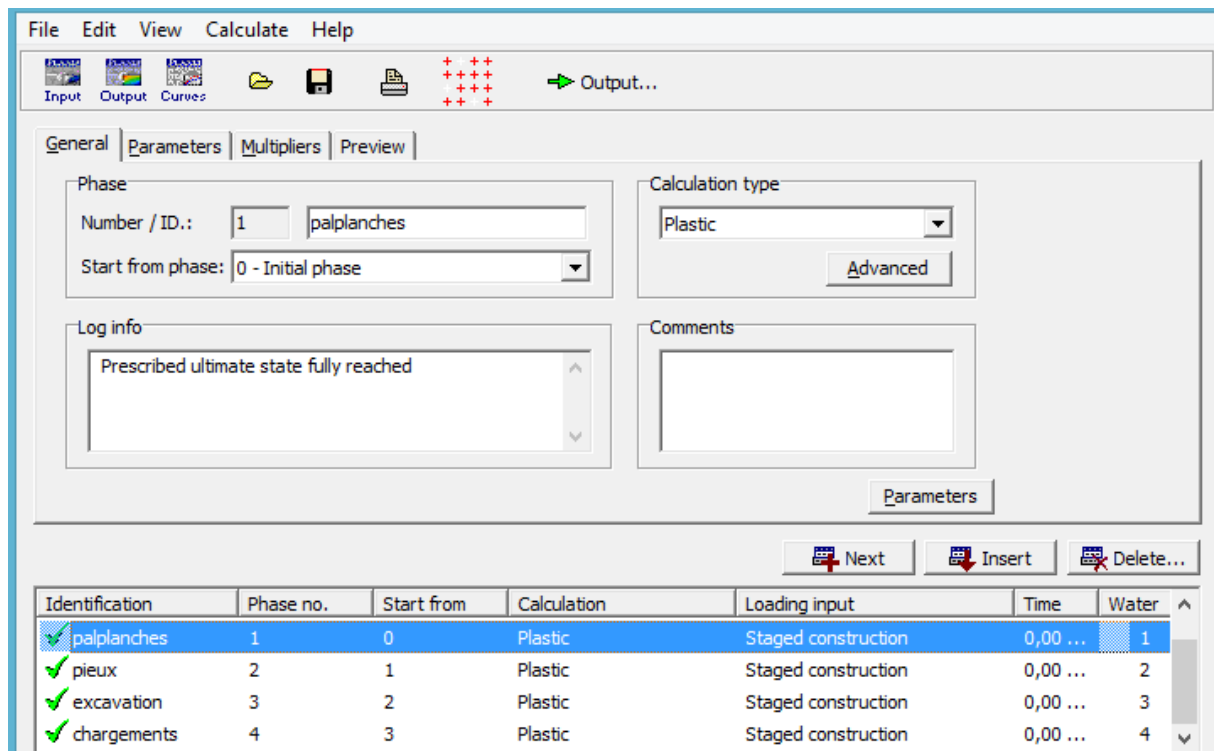 File Edit View Calculate Help
Input Output Curves Output...
General Parameters Multipliers Preview
Phase Calculation type
Number / ID.: 1 palplanches Plastic
Start from phase: 0 - Initial phase Advanced
Log info Comments
Prescribed ultimate state fully reached
Parameters
Next Insert Delete...
Identification Phase no. Start from Calculation Loading input Time Water
palplanches 1 0 Plastic Staged construction 0,00 ... 1
pieux 2 1 Plastic Staged construction 0,00 ... 2
excavation 3 2 Plastic Staged construction 0,00 ... 3
chargements 4 3 Plastic Staged construction 0,00 ... 4